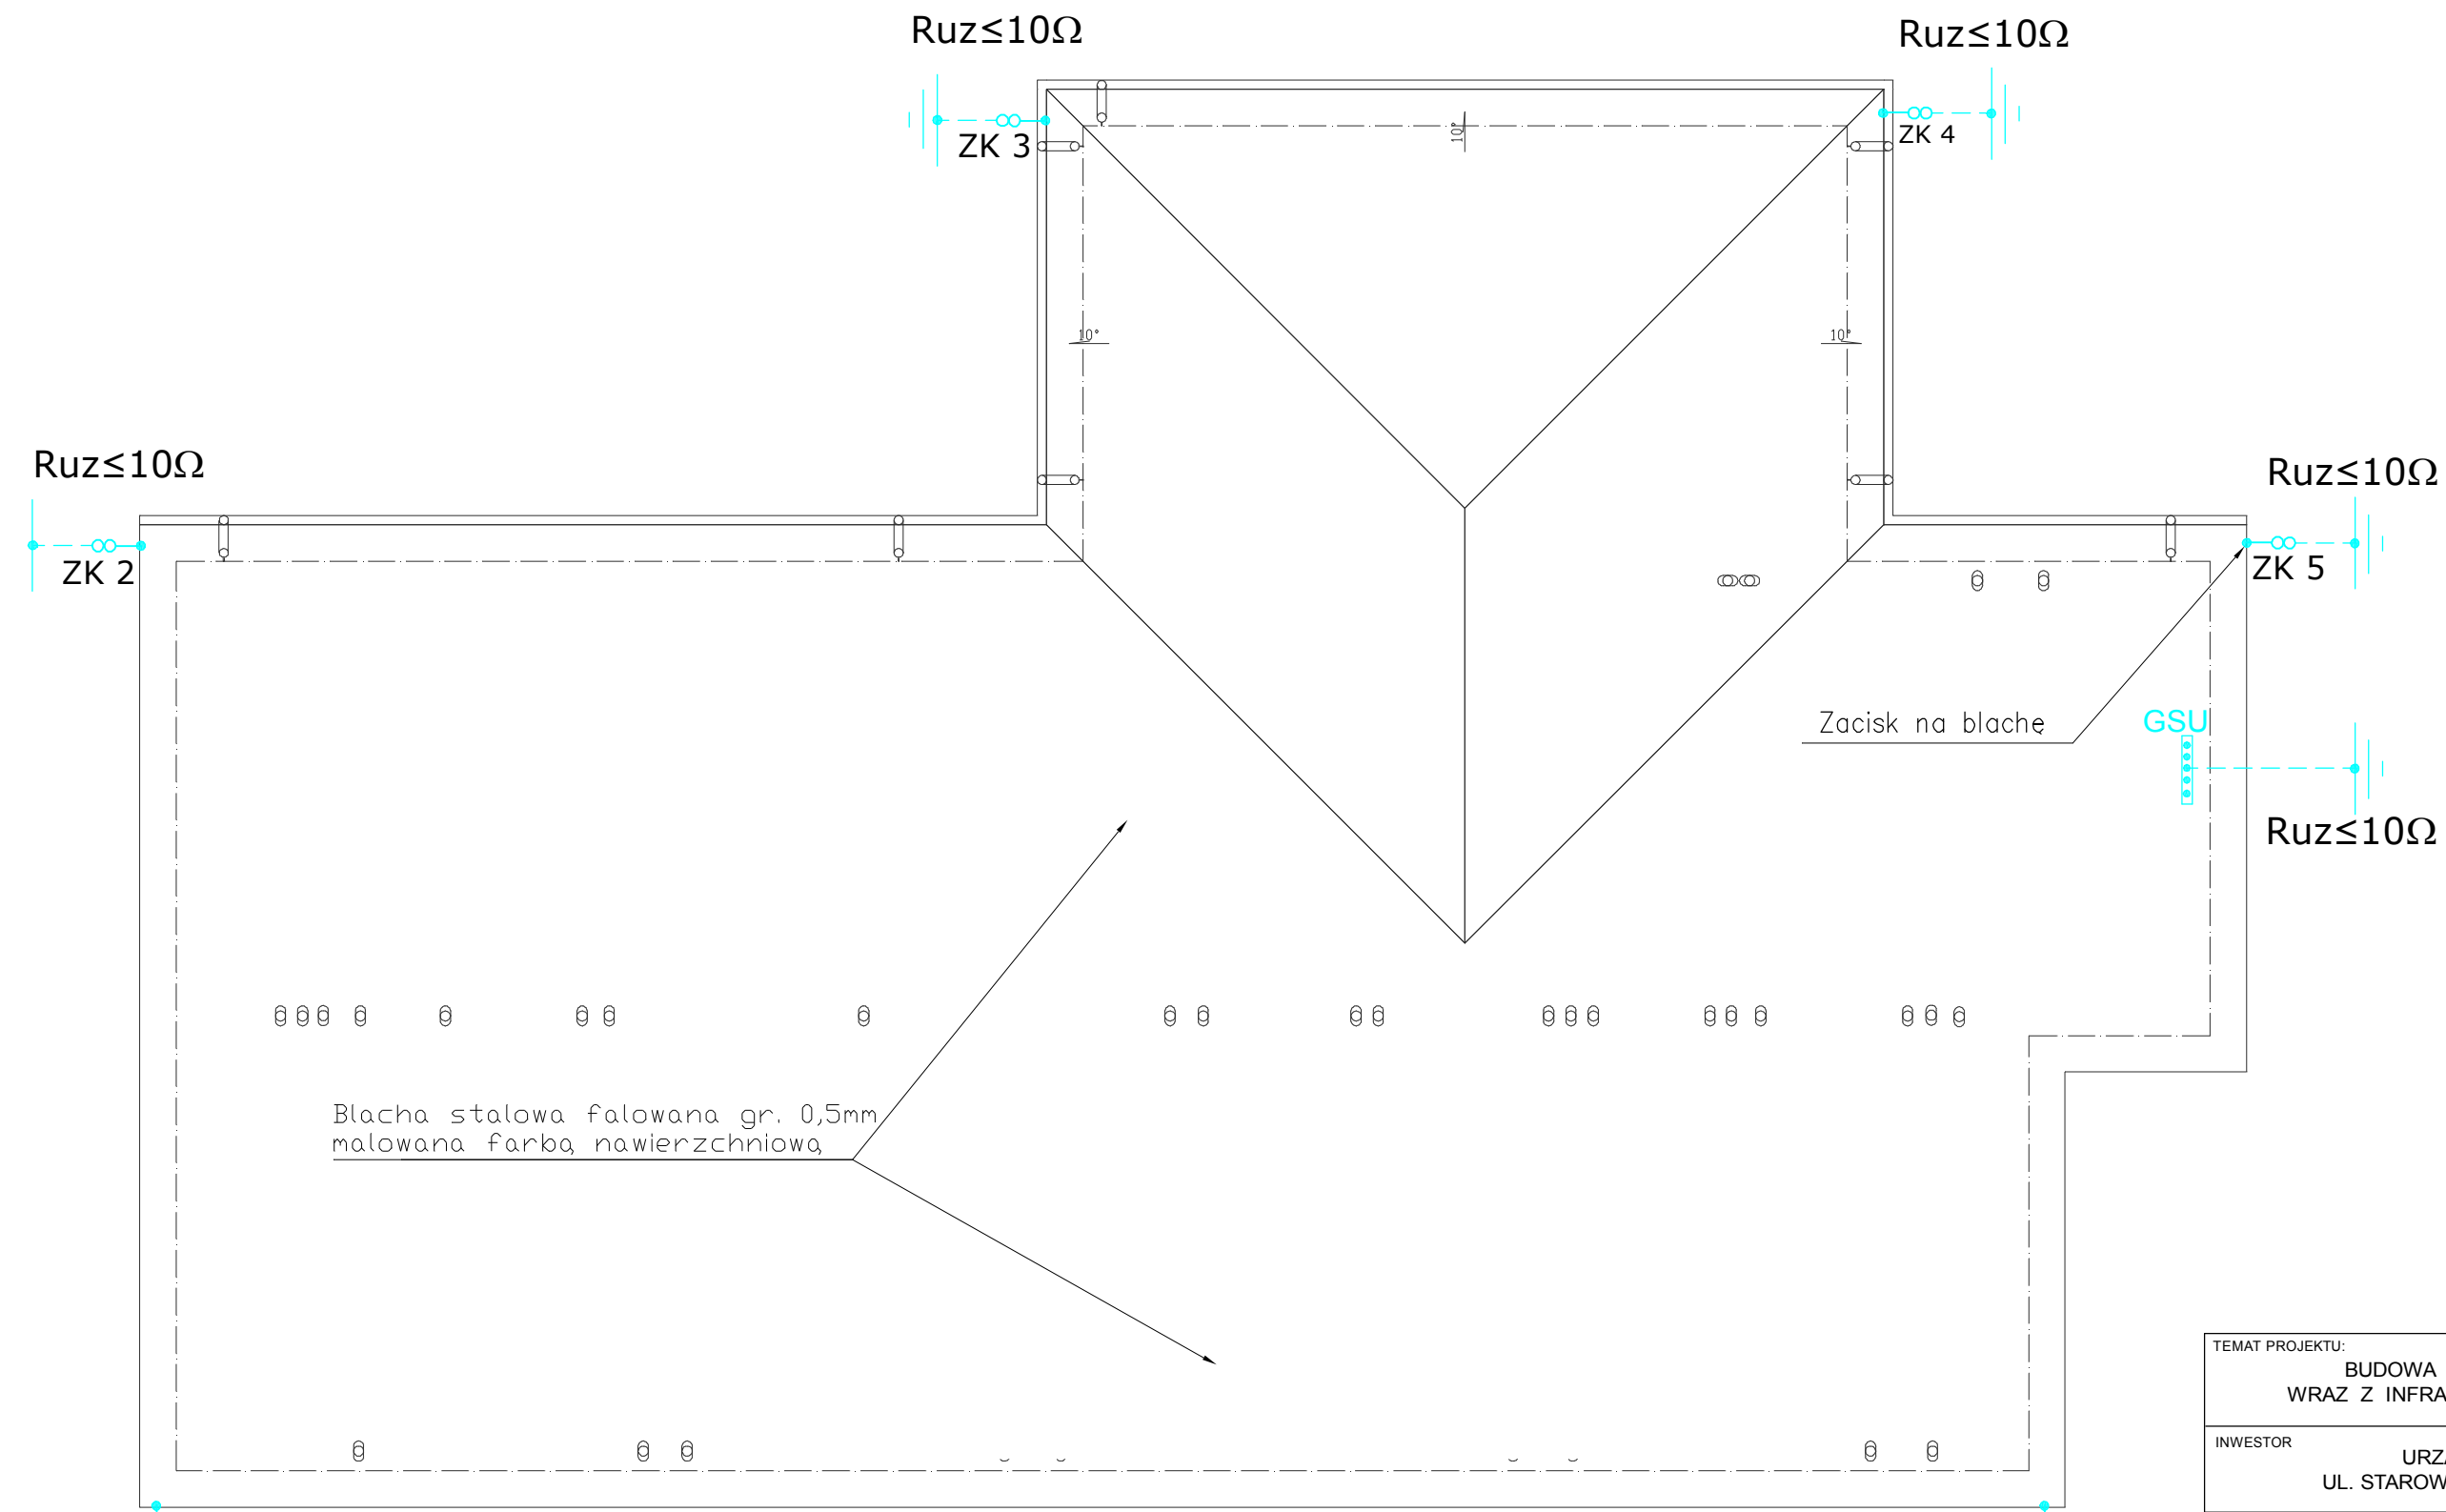 Ruz≤10Ω
Ruz≤10Ω
ZK 3
ZK 4
10°
10°
10°
Ruz≤10Ω
Ruz≤10Ω
ZK 2
ZK 5
Zacisk na blachę
GSU
Ruz≤10Ω
Blacha stalowa falowana gr. 0,5mm
malowana farbą nawierzchniową
TEMAT PROJEKTU:
BUDOWA
WRAZ Z INFRA
INWESTOR
URZĄ
UL. STAROW